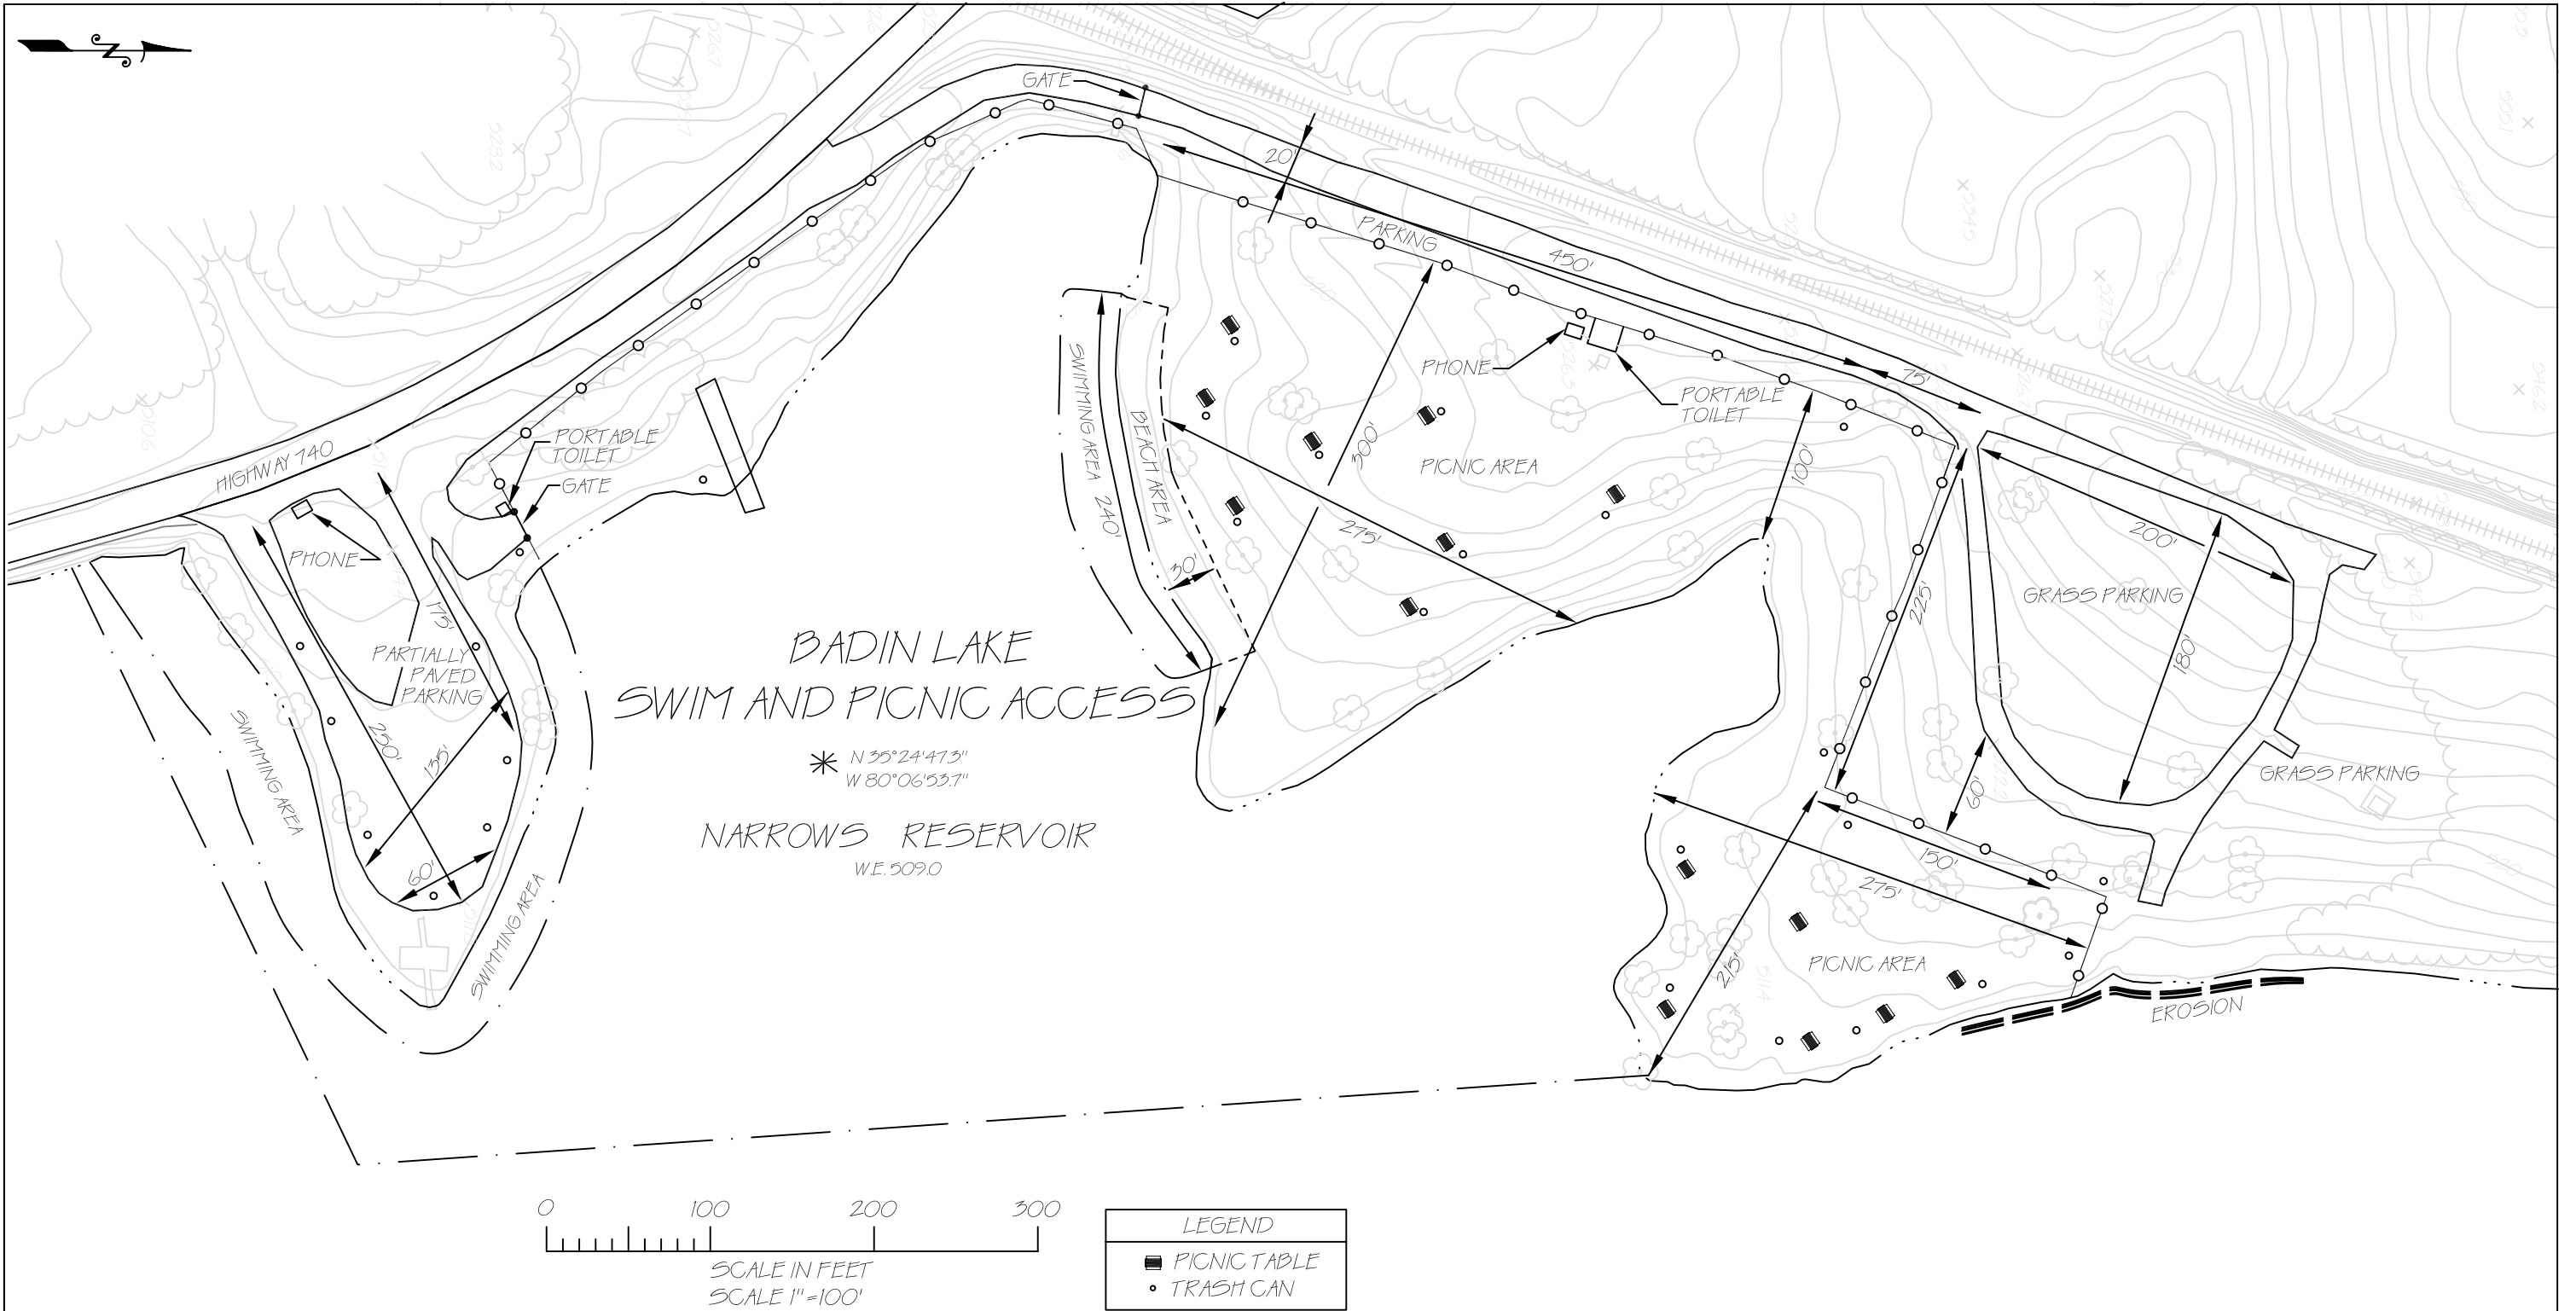 GATE
20'
PARKING
450'
75'
HIGHWAY 740
PORTABLE
TOILET
GATE
PHONE
175'
PARTIALLY
PAVED
PARKING
250'
135'
60'
SWIMMING AREA
SWIMMING AREA
SWIMMING AREA 240'
BEACH AREA
30'
300'
275'
PICNIC AREA
PHONE
PORTABLE
TOILET
100'
225'
200'
GRASS PARKING
180'
GRASS PARKING
60'
150'
275'
215'
PICNIC AREA
EROSION
BADIN LAKE
SWIM AND PICNIC ACCESS
N 35°24'47.3"
W 80°06'53.7"
NARROWS RESERVOIR
W.E. 509.0
0 100 200 300
SCALE IN FEET
SCALE 1"=100'
LEGEND
PICNIC TABLE
TRASH CAN